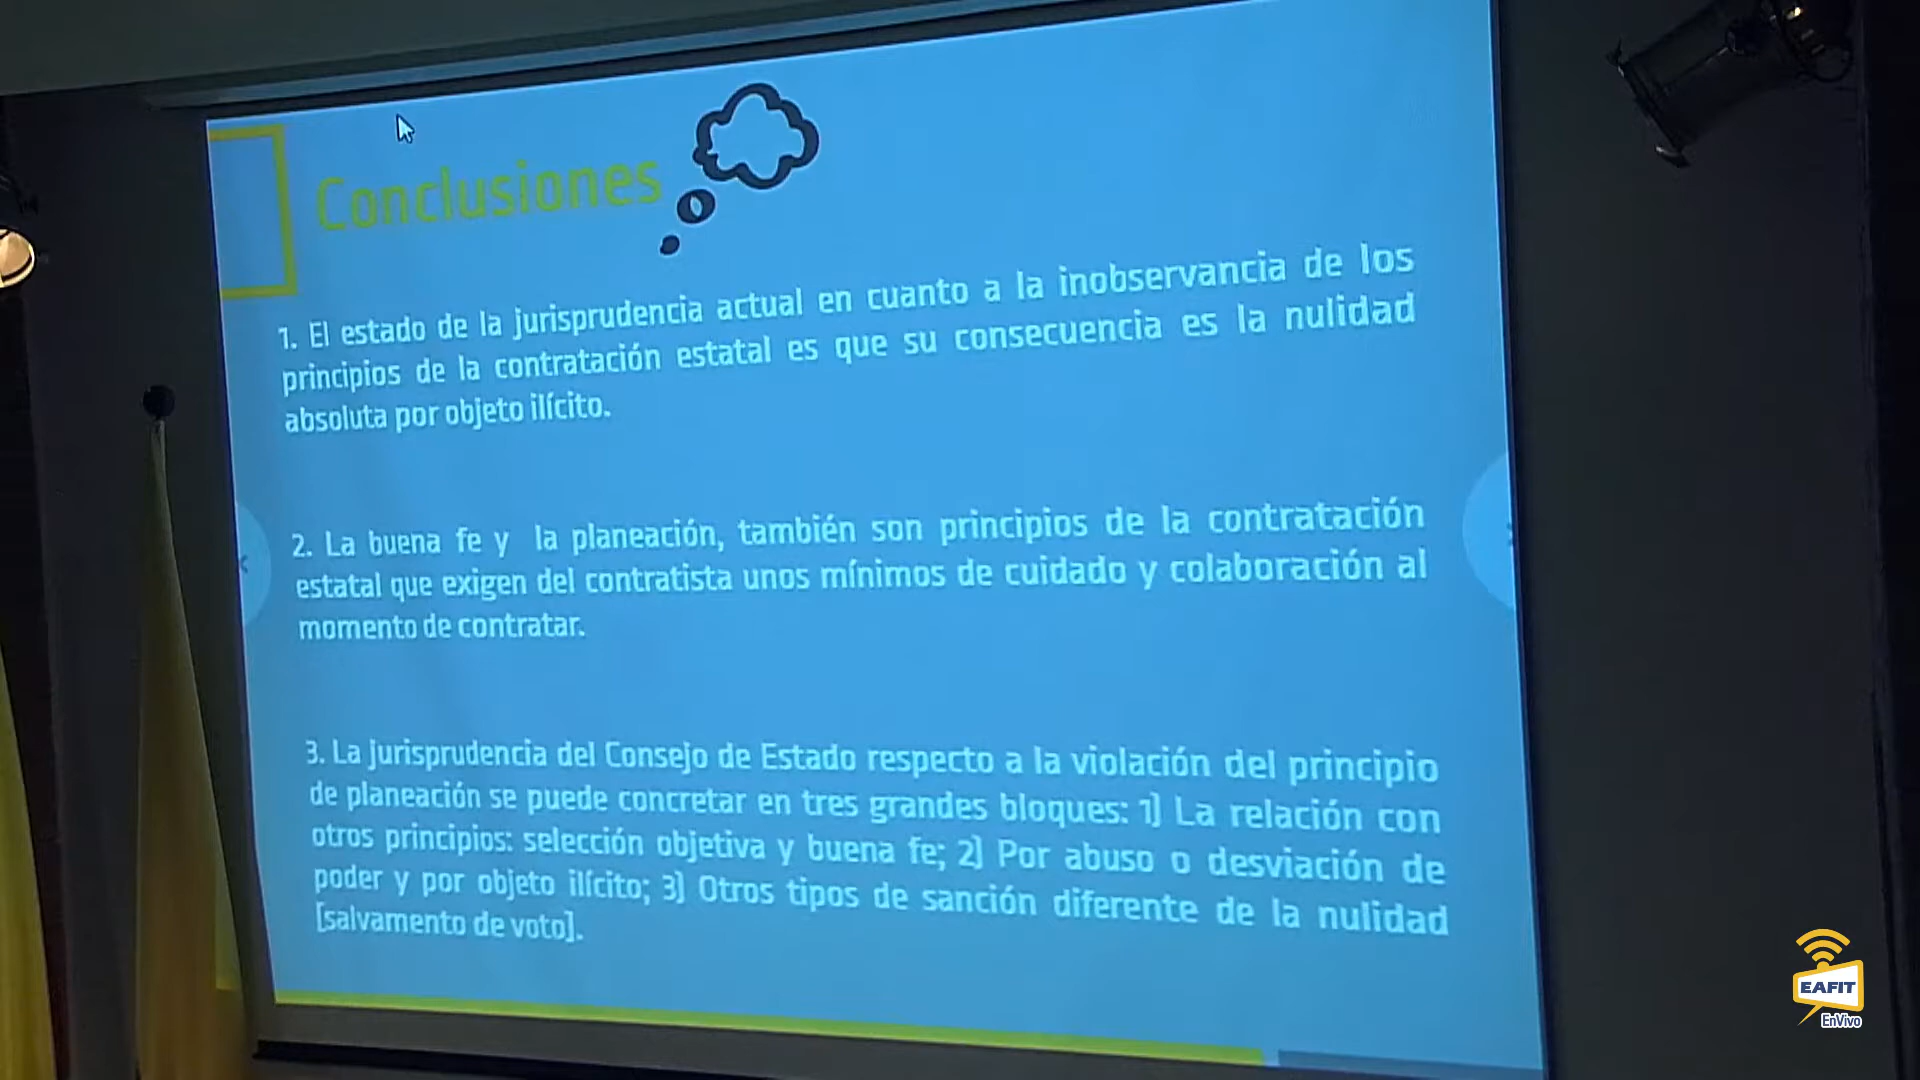 Conclusiones
1. El estado de la jurisprudencia actual en cuanto a la inobservancia de los
principios de la contratación estatal es que su consecuencia es la nulidad
absoluta por objeto ilícito.
2. La buena fe y la planeación, también son principios de la contratación
estatal que exigen del contratista unos mínimos de cuidado y colaboración al
momento de contratar.
3. La jurisprudencia del Consejo de Estado respecto a la violación del principio
de planeación se puede concretar en tres grandes bloques: 1) La relación con
otros principios: selección objetiva y buena fe; 2) Por abuso o desviación de
poder y por objeto ilícito; 3) Otros tipos de sanción diferente de la nulidad
[salvamento de voto].
EAFIT
EnVivo